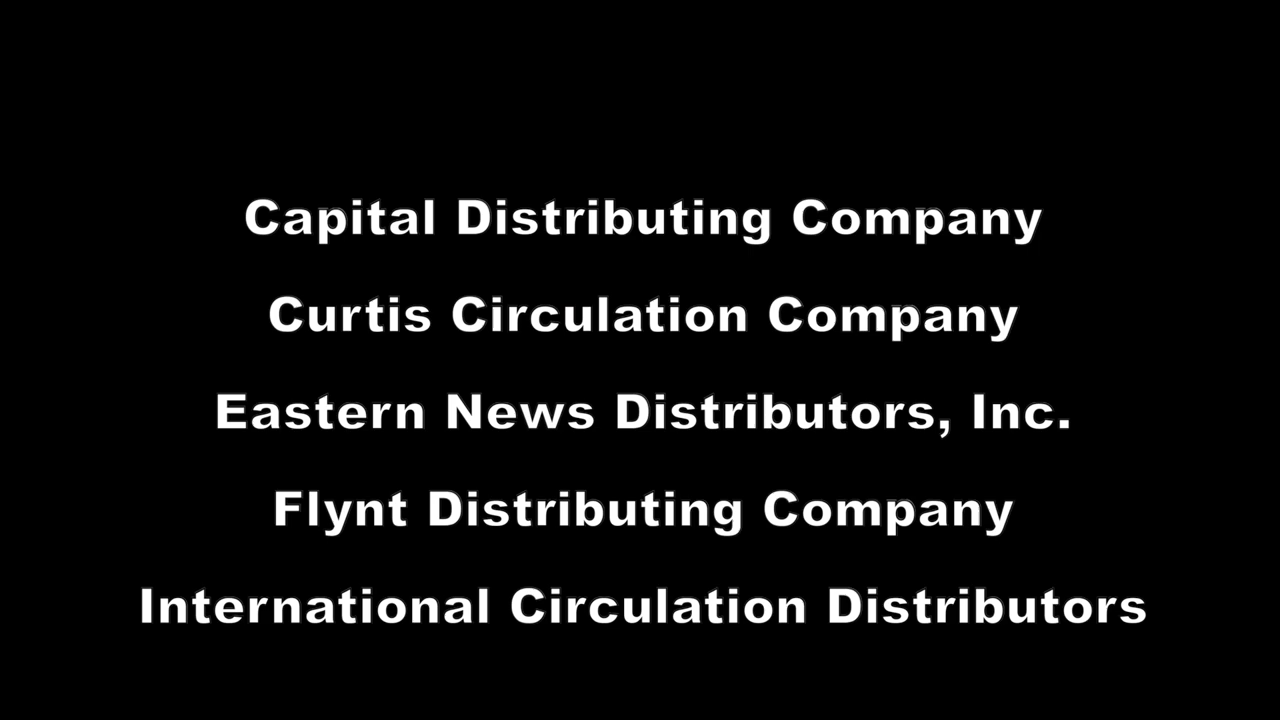 Capital Distributing Company
Curtis Circulation Company
Eastern News Distributors, Inc.
Flynt Distributing Company
International Circulation Distributors